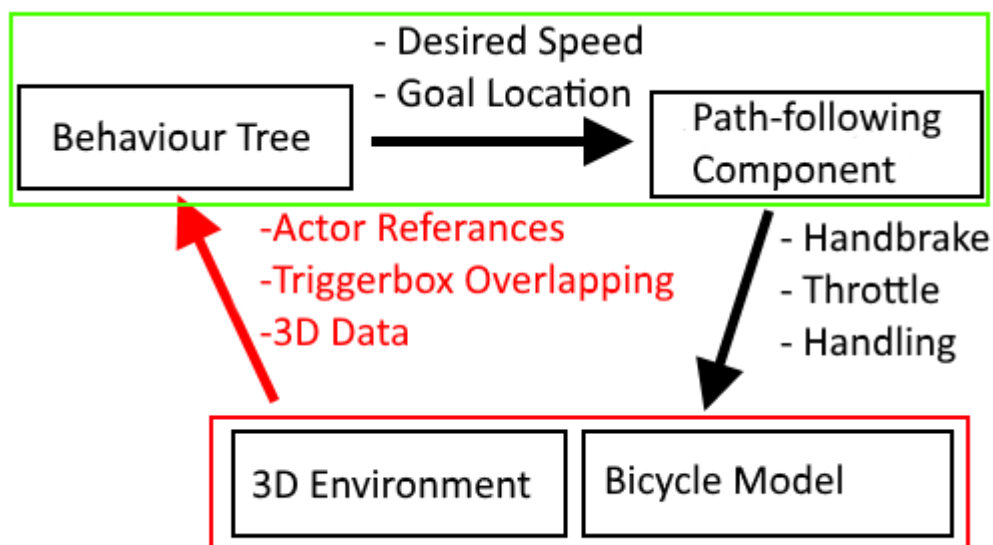 - Desired Speed
- Goal Location
Behaviour Tree
Path-following
Component
-Actor Referances
-Triggerbox Overlapping
-3D Data
- Handbrake
- Throttle
- Handling
3D Environment
Bicycle Model